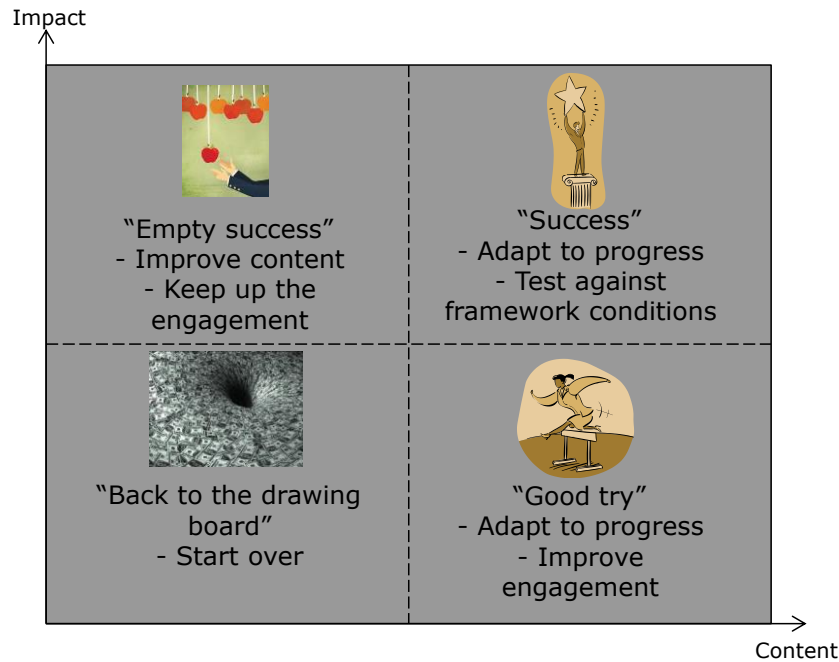 Impact
“Empty success”
- Improve content
- Keep up the
engagement
“Success”
- Adapt to progress
- Test against
framework conditions
“Back to the drawing
board”
- Start over
“Good try”
- Adapt to progress
- Improve
engagement
Content